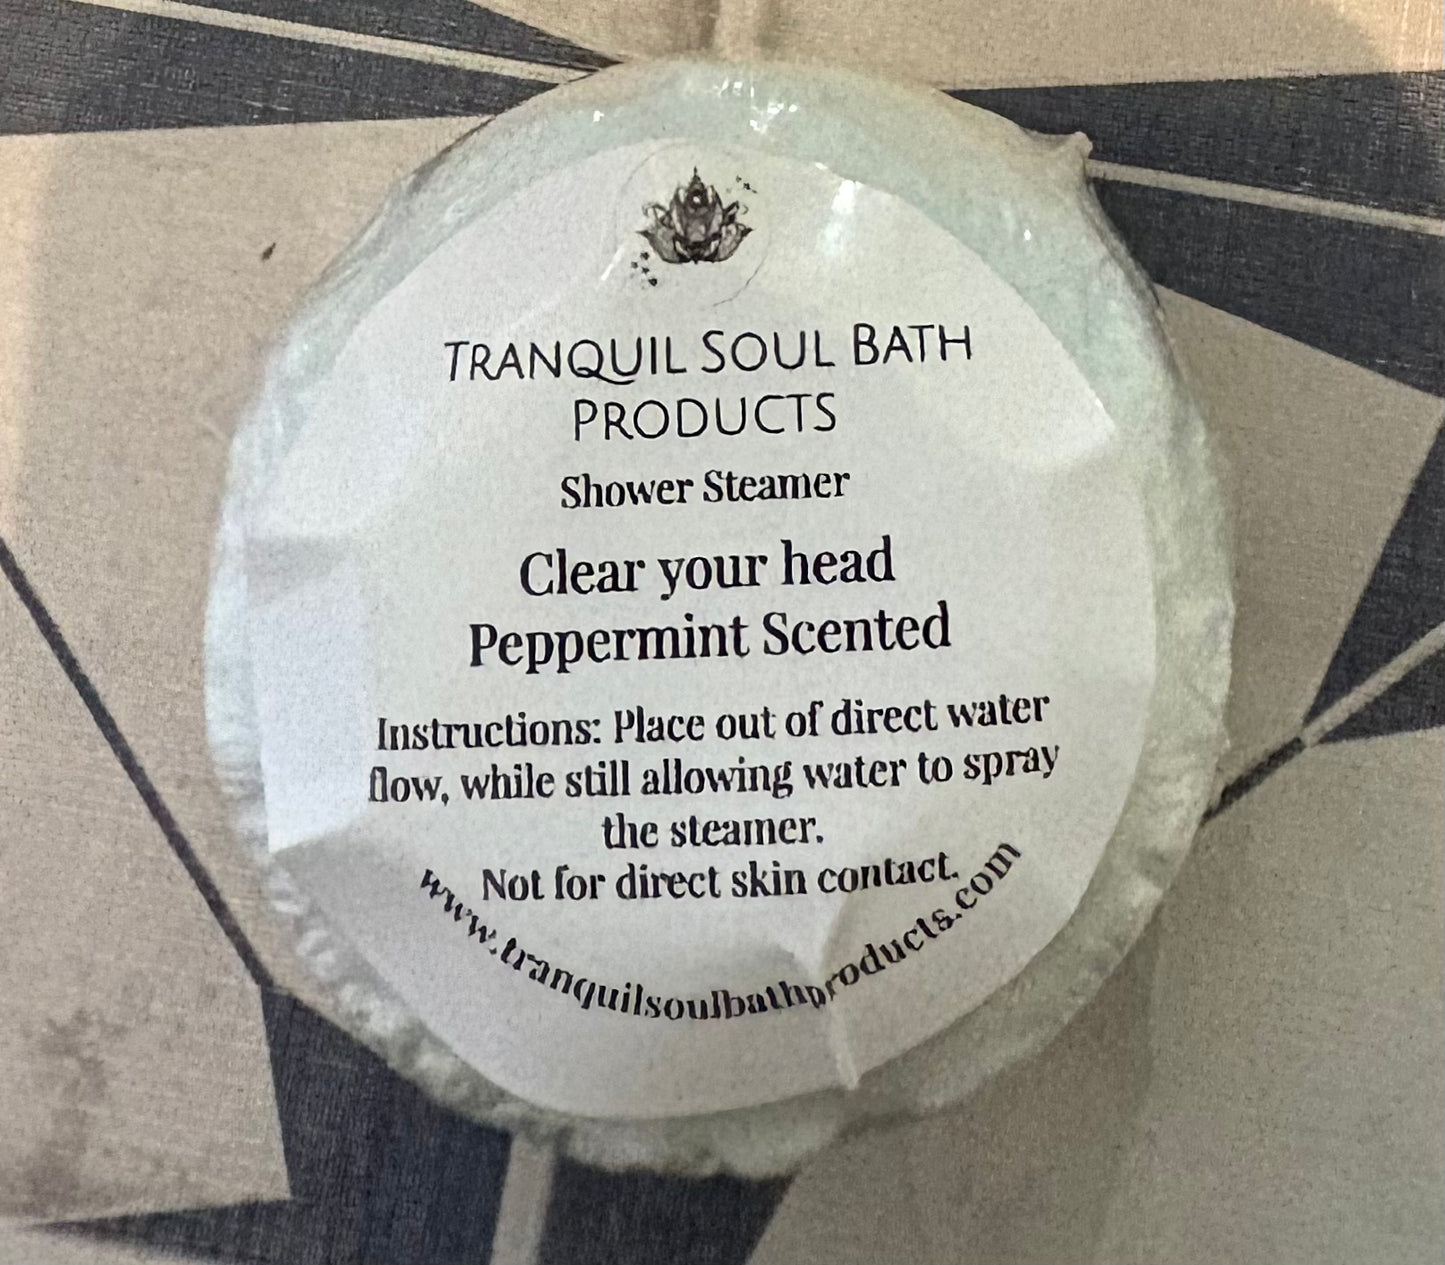 TRANQUIL SOUL BATH
PRODUCTS
Shower Steamer
Clear your head
Peppermint Scented
Instructions: Place out of direct water
flow, while still allowing water to spray
the steamer.
Not for direct skin contact.
www.tranquilsoulbathproducts.com